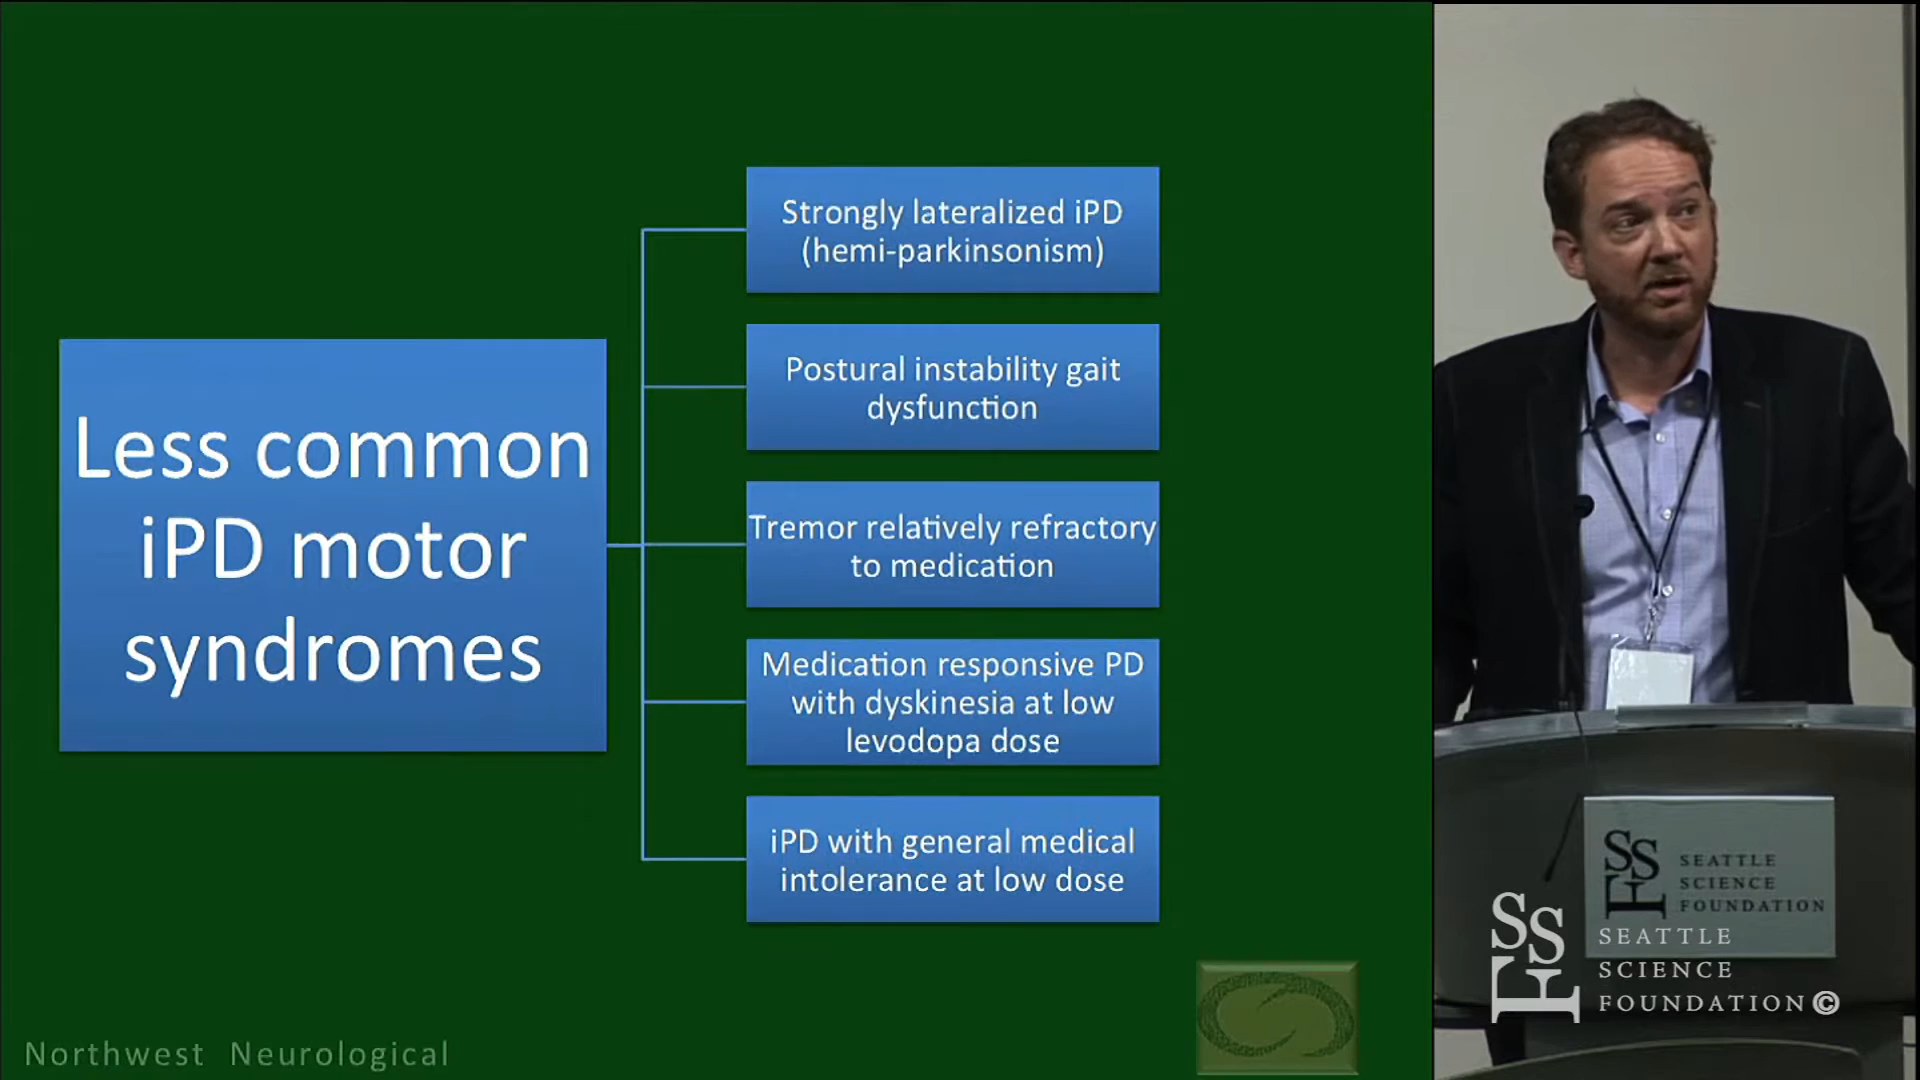 Less common
iPD motor
syndromes
Strongly lateralized iPD
(hemi-parkinsonism)
Postural instability gait
dysfunction
Tremor relatively refractory
to medication
Medication responsive PD
with dyskinesia at low
levodopa dose
iPD with general medical
intolerance at low dose
Northwest Neurological
SSF
SEATTLE
SCIENCE
FOUNDATION
SSF
SEATTLE
SCIENCE
FOUNDATION©